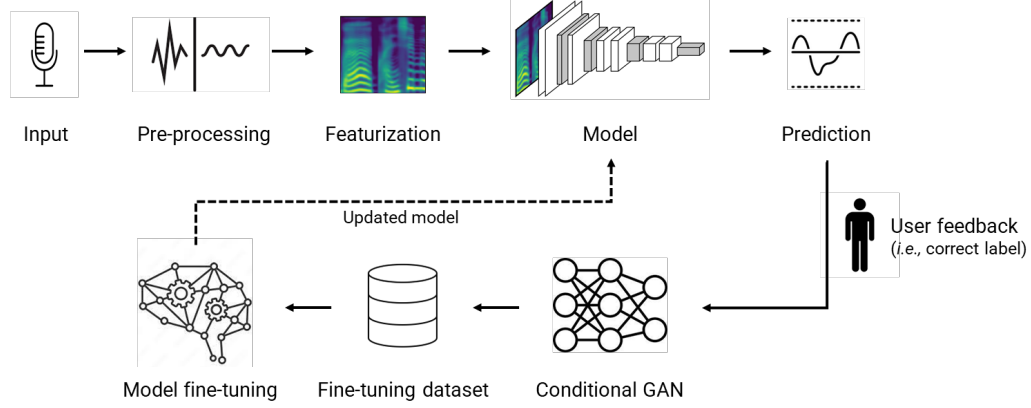 Input
Pre-processing
Featurization
Model
Prediction
Updated model
User feedback
(i.e., correct label)
Model fine-tuning
Fine-tuning dataset
Conditional GAN